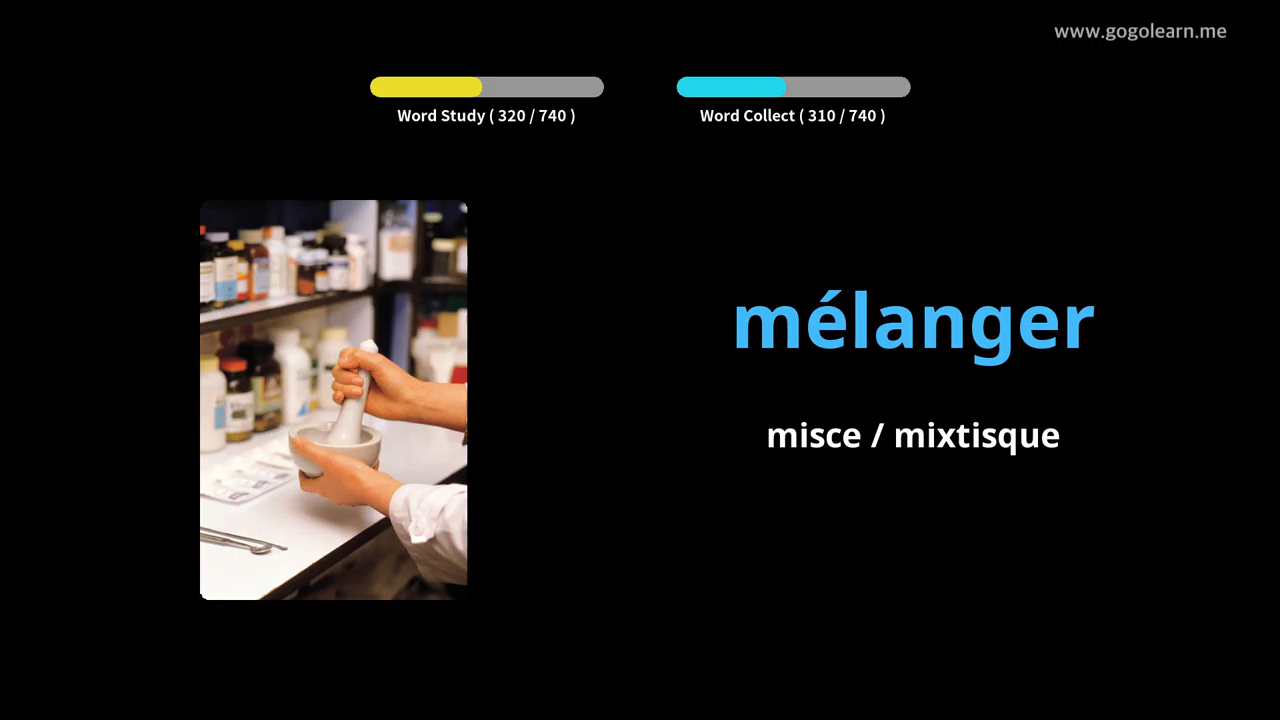 www.gogolearn.me
Word Study ( 320 / 740 )
Word Collect ( 310 / 740 )
mélanger
misce / mixtisque